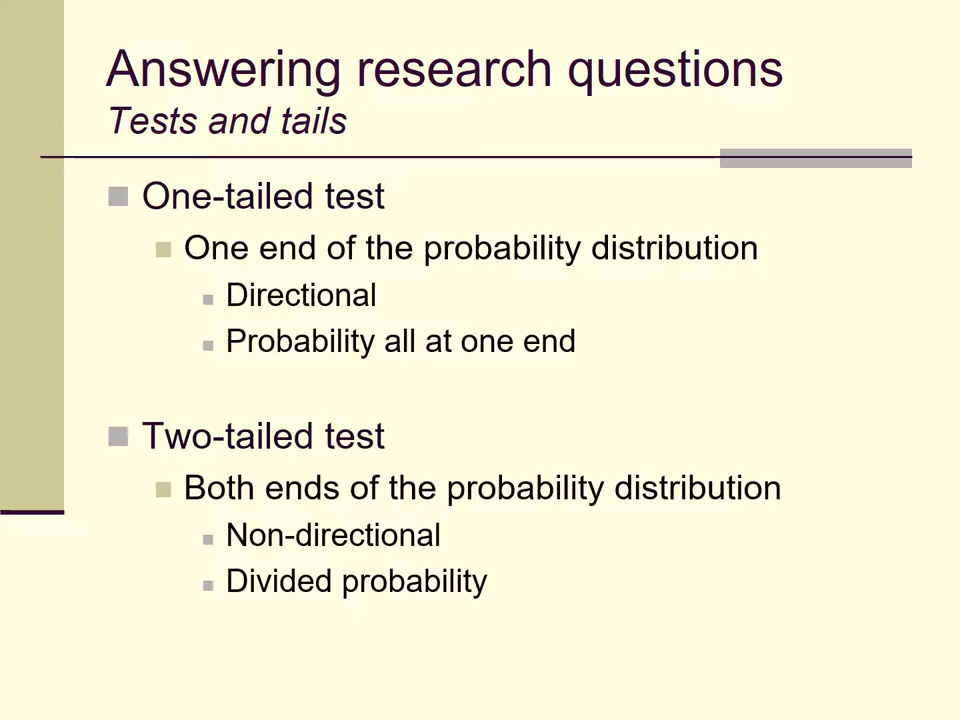 Answering research questions
Tests and tails
One-tailed test
One end of the probability distribution
Directional
Probability all at one end
Two-tailed test
Both ends of the probability distribution
Non-directional
Divided probability